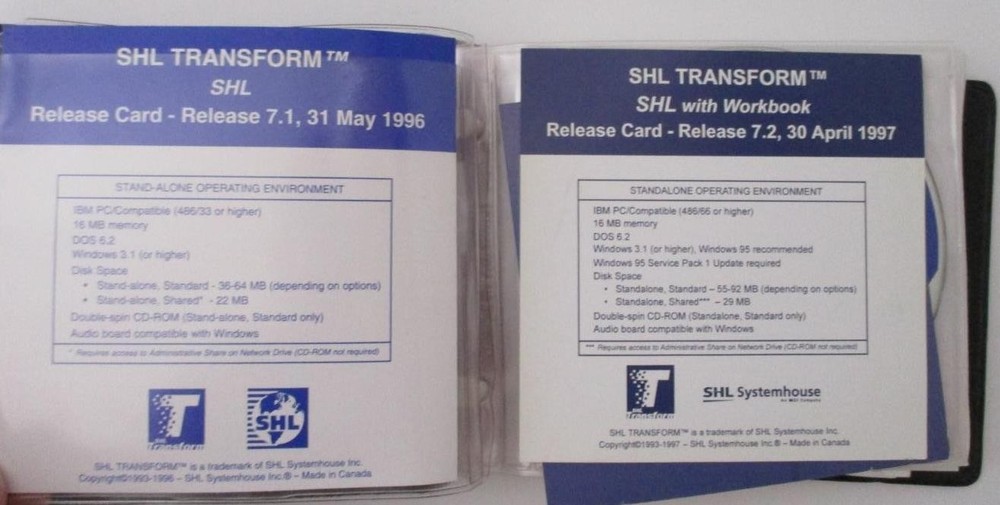 SHL TRANSFORM™
SHL
Release Card - Release 7.1, 31 May 1996
STAND-ALONE OPERATING ENVIRONMENT
IBM PC/Compatible (486/33 or higher)
16 MB memory
DOS 6.2
Windows 3.1 (or higher)
Disk Space
• Stand-alone, Standard - 36-64 MB (depending on options)
• Stand-alone, Shared* - 22 MB
Double-spin CD-ROM (Stand-alone, Standard only)
Audio board compatible with Windows
* Requires access to Administrative Share on Network Drive (CD-ROM not required)
T
SHL
Transform
SHL
SHL TRANSFORM™ is a trademark of SHL Systemhouse Inc.
Copyright©1993-1996 – SHL Systemhouse Inc.® – Made in Canada
SHL TRANSFORM™
SHL with Workbook
Release Card - Release 7.2, 30 April 1997
STANDALONE OPERATING ENVIRONMENT
IBM PC/Compatible (486/66 or higher)
16 MB memory
DOS 6.2
Windows 3.1 (or higher), Windows 95 recommended
Windows 95 Service Pack 1 Update required
Disk Space
• Standalone, Standard – 55-92 MB (depending on options)
• Standalone, Shared*** – 29 MB
Double-spin CD-ROM (Standalone, Standard only)
Audio board compatible with Windows
*** Requires access to Administrative Share on Network Drive (CD-ROM not required)
T
SHL
Transform
SHL Systemhouse
An MCI Company
SHL TRANSFORM™ is a trademark of SHL Systemhouse Inc.
Copyright©1993-1997 – SHL Systemhouse Inc.® – Made in Canada